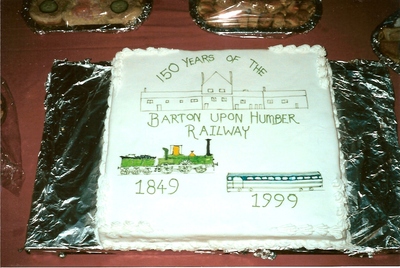 150 YEARS OF THE
BARTON UPON HUMBER
RAILWAY
1849
1999